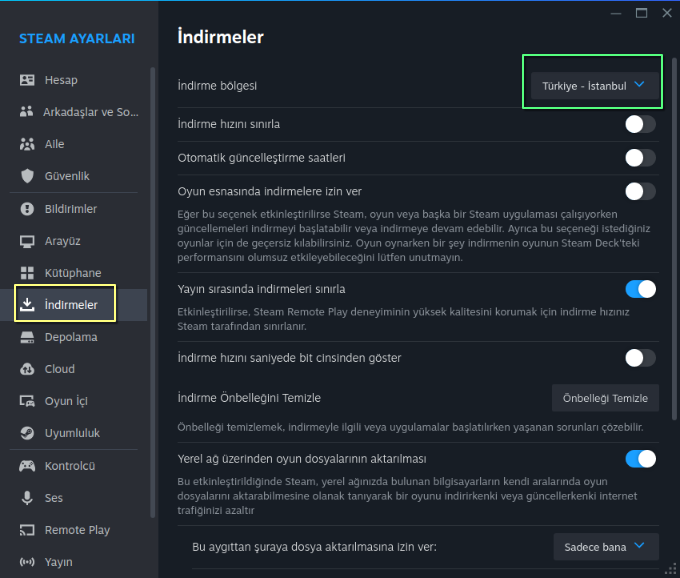 STEAM AYARLARI
Hesap
Arkadaşlar ve So...
Aile
Güvenlik
Bildirimler
Arayüz
Kütüphane
İndirmeler
Depolama
Cloud
Oyun İçi
Uyumluluk
Kontrolcü
Ses
Remote Play
Yayın
İndirmeler
İndirme bölgesi
Türkiye - İstanbul
İndirme hızını sınırla
Otomatik güncelleştirme saatleri
Oyun esnasında indirmelere izin ver
Eğer bu seçenek etkinleştirilirse Steam, oyun veya başka bir Steam uygulaması çalışıyorken
güncellemeleri indirmeyi başlatabilir veya indirmeye devam edebilir. Ayrıca bu seçeneği istediğiniz
oyunlar için de geçersiz kılabilirsiniz. Oyun oynarken bir şey indirmenin oyunun Steam Deck'teki
performansını olumsuz etkileyebileceğini lütfen unutmayın.
Yayın sırasında indirmeleri sınırla
Etkinleştirilirse. Steam Remote Play deneyiminin yüksek kalitesini korumak için indirme hızınız
Steam tarafından sınırlanır.
İndirme hızını saniyede bit cinsinden göster
İndirme Önbelleğini Temizle
Önbelleği Temizle
Önbelleği temizlemek, indirmeyle ilgili veya uygulamalar başlatılırken yaşanan sorunları çözebilir.
Yerel ağ üzerinden oyun dosyalarının aktarılması
Bu etkinleştirildiğinde Steam, yerel ağınızda bulunan bilgisayarların kendi aralarında oyun
dosyalarını aktarabilmesine olanak tanıyarak bir oyunu indirirkenki veya güncellerkenki internet
trafiğinizi azaltır
Bu aygıttan şuraya dosya aktarılmasına izin ver:
Sadece bana